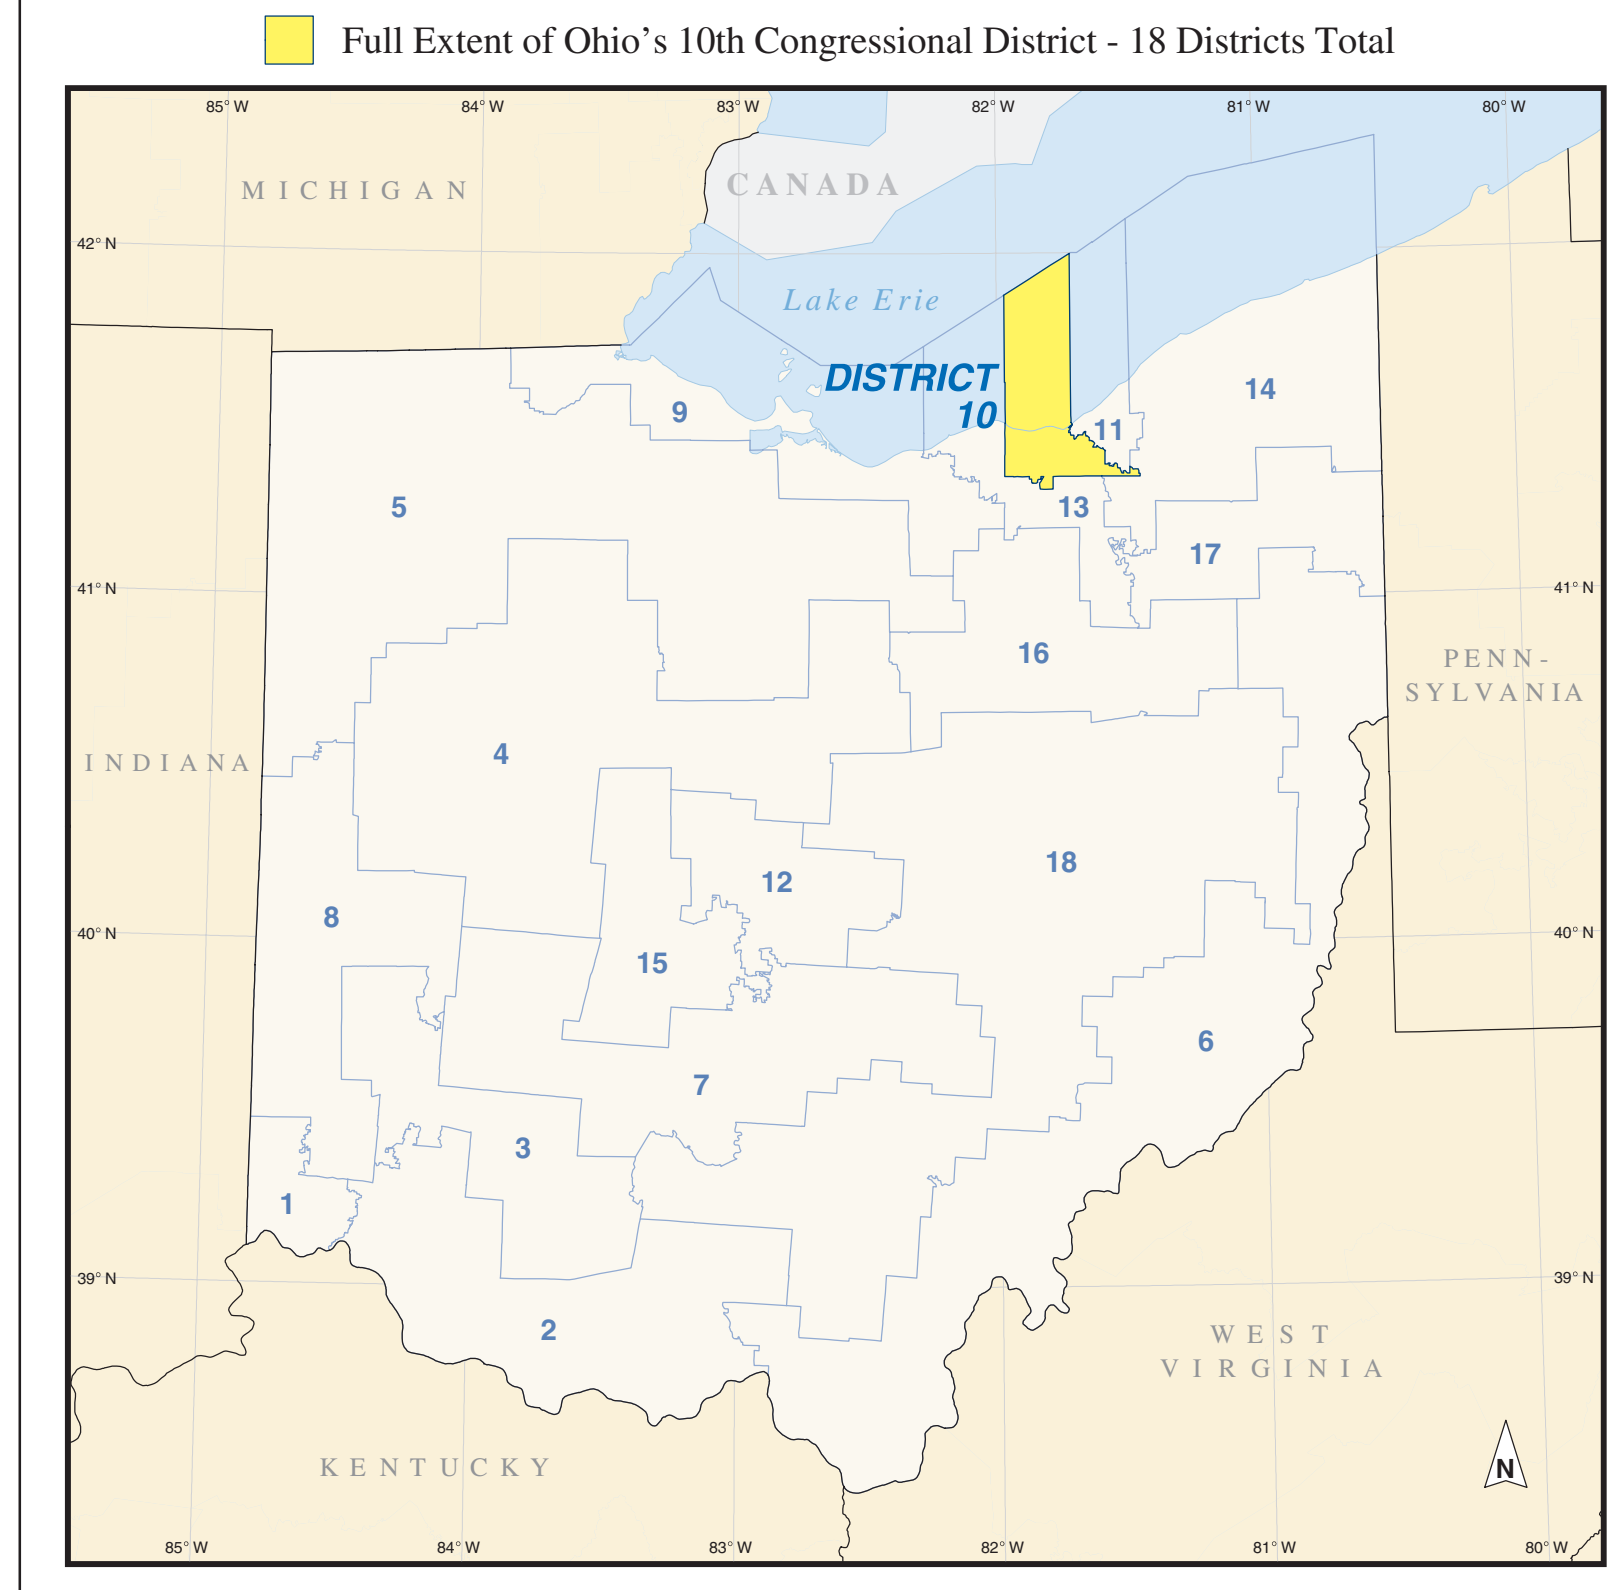 Full Extent of Ohio’s 10th Congressional District - 18 Districts Total
85° W
84° W
83° W
82° W
81° W
80° W
MICHIGAN
CANADA
42° N
Lake Erie
DISTRICT
10
14
9
11
5
13
17
41° N
41° N
16
PENN-
SYLVANIA
4
INDIANA
18
12
8
40° N
40° N
15
6
7
3
1
39° N
39° N
2
WEST
VIRGINIA
KENTUCKY
N
85° W
84° W
83° W
82° W
81° W
80° W